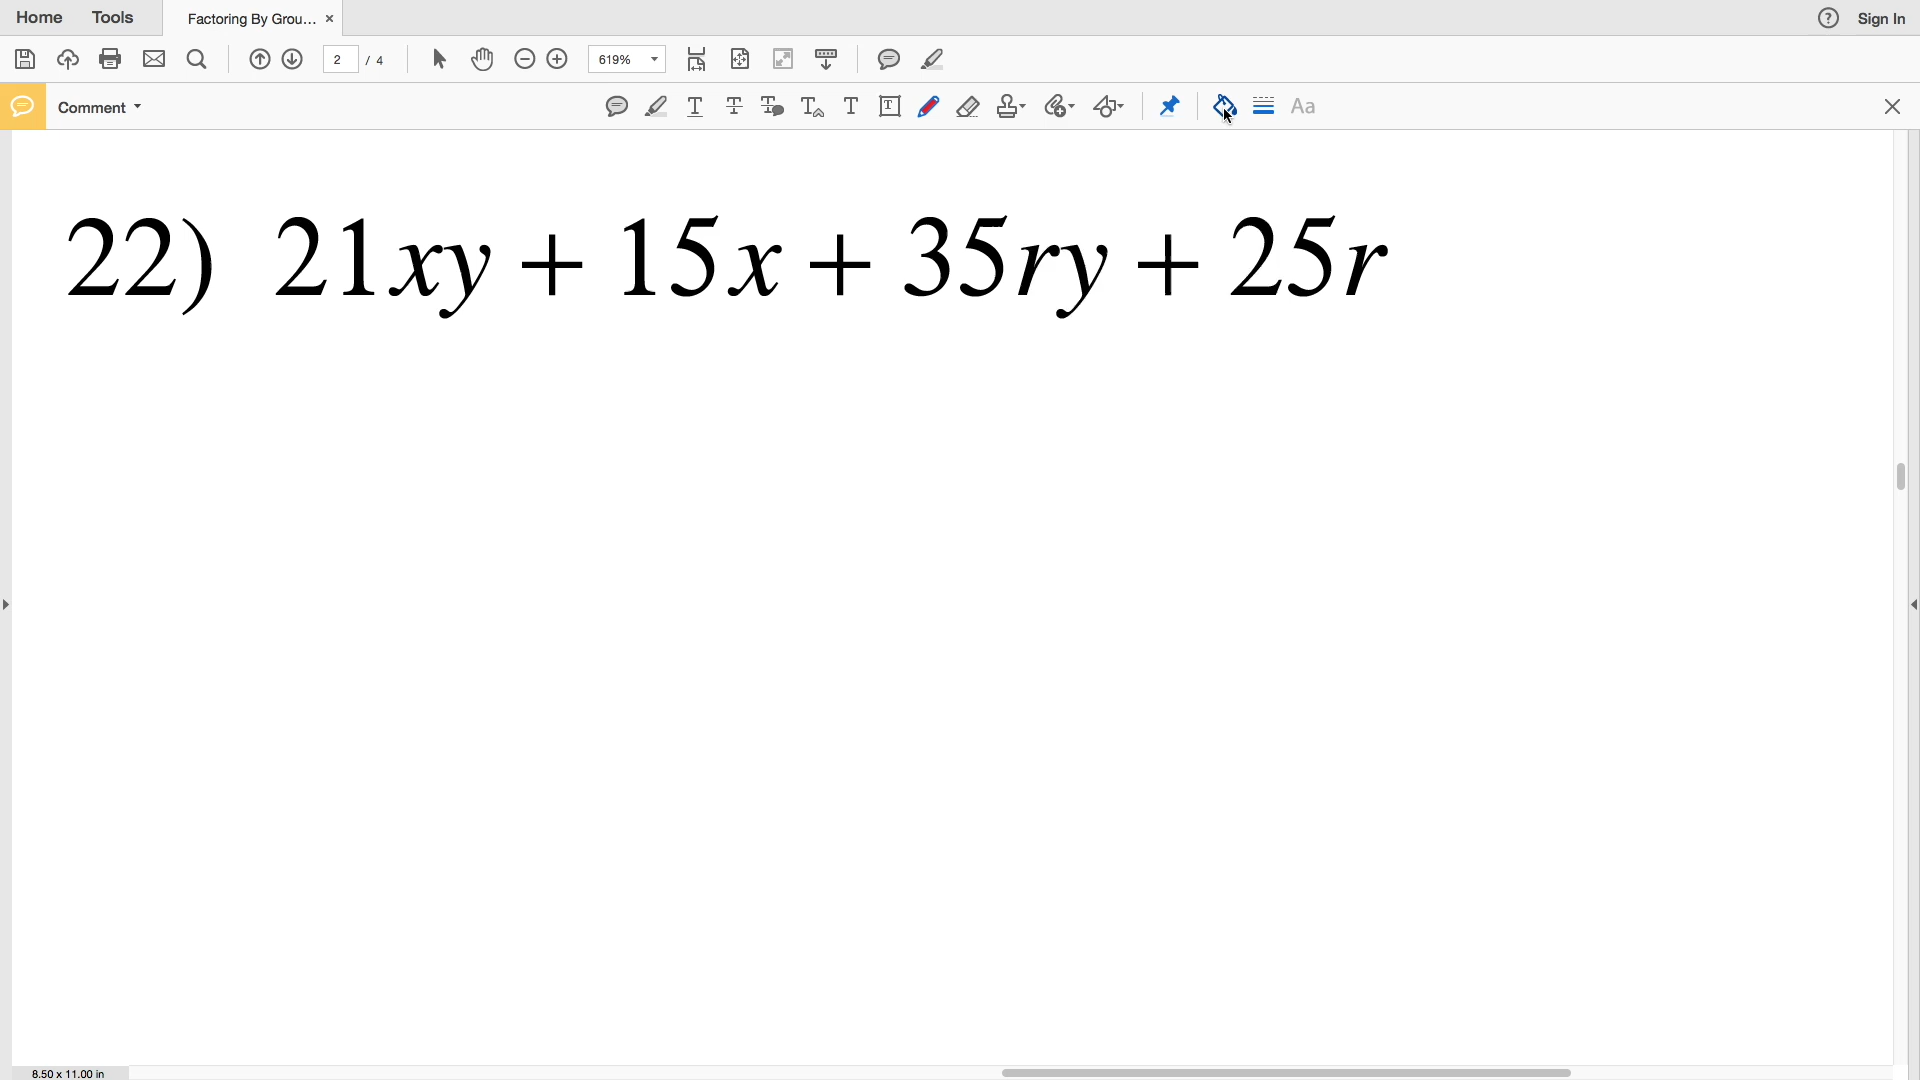 Home Tools Factoring By Grou... × ? Sign In
2 / 4 619%
Comment T T T T T T Aa
22) 21xy + 15x + 35ry + 25r
8.50 x 11.00 in